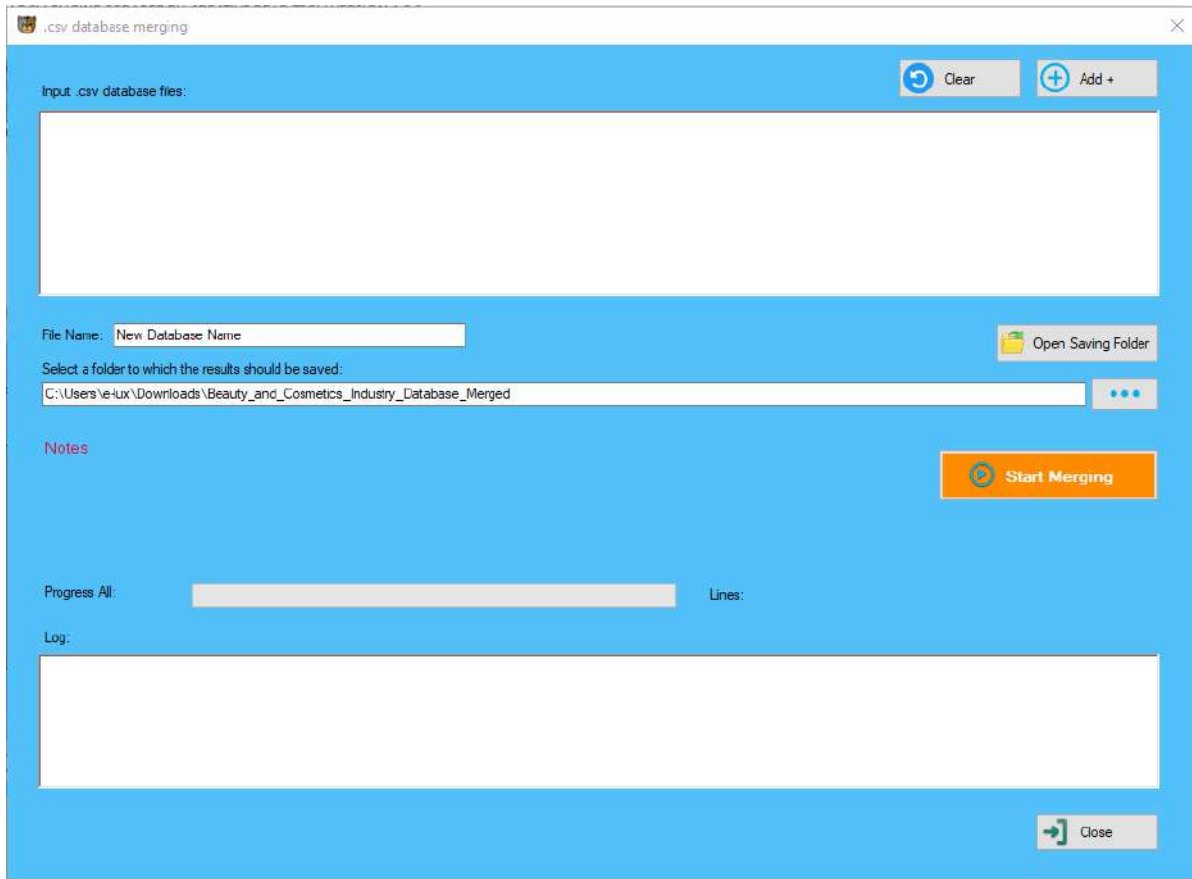 .csv database merging
Clear
Add +
Input .csv database files:
File Name: New Database Name
Open Saving Folder
Select a folder to which the results should be saved:
C:\Users\e-lux\Downloads\Beauty_and_Cosmetics_Industry_Database_Merged
Notes
Start Merging
Progress All:
Lines:
Log:
Close